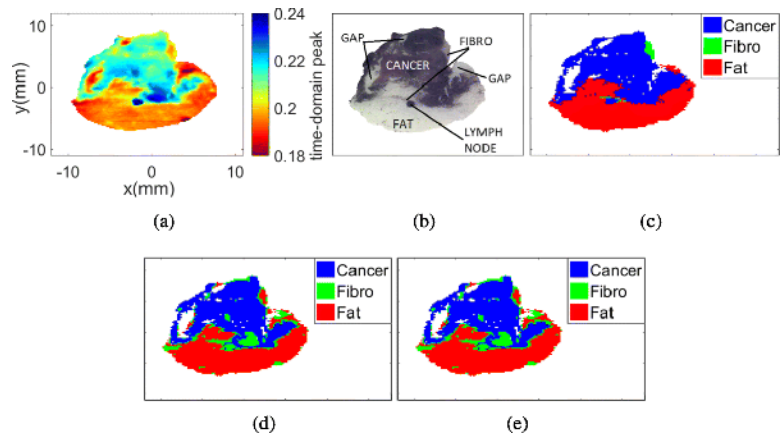 10
0
-10
y(mm)
-10
0
10
x(mm)
0.24
0.22
0.2
0.18
time-domain peak
(a)
GAP
FIBRO
CANCER
GAP
FAT
LYMPH
NODE
(b)
Cancer
Fibro
Fat
(c)
Cancer
Fibro
Fat
(d)
Cancer
Fibro
Fat
(e)